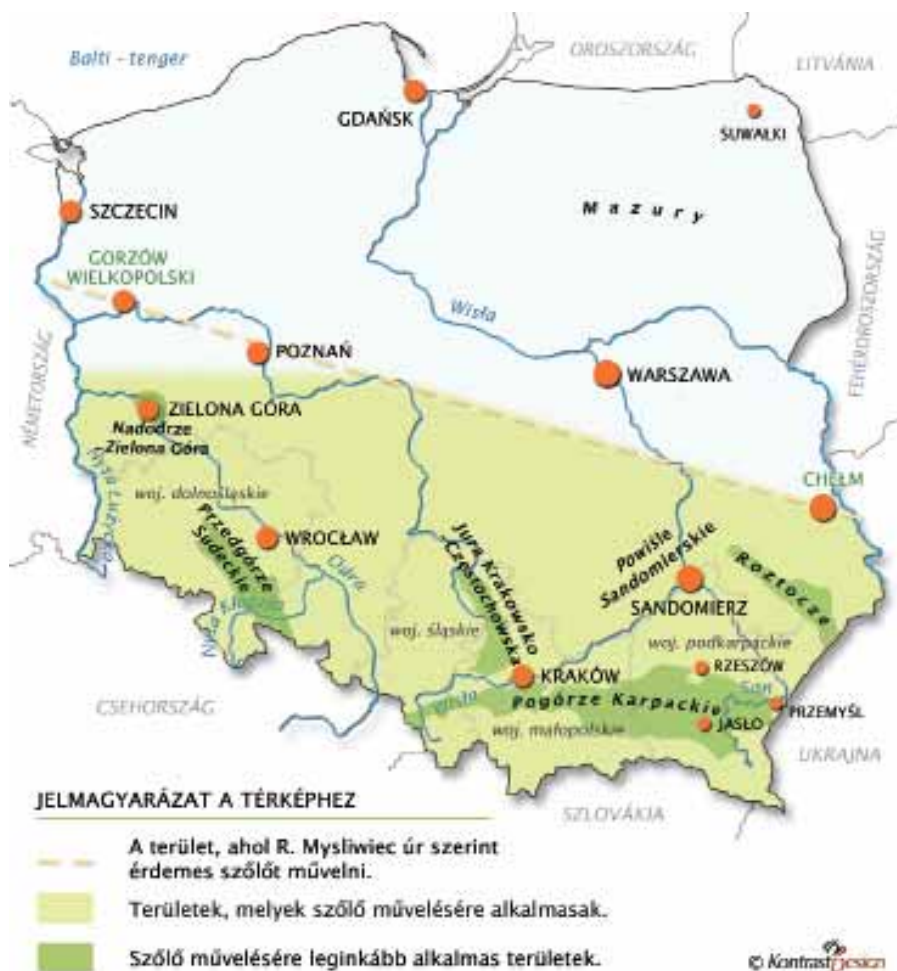 Balti - tenger
OROSZORSZÁG
LITVÁNIA
GDAŃSK
SUWAŁKI
SZCZECIN
Mazury
GORZÓW
WIELKOPOLSKI
Wisła
POZNAŃ
WARSZAWA
NÉMETORSZÁG
FEHÉROROSZORSZÁG
ZIELONA GÓRA
Nadodrze
-Zielona Góra
Nysa Łużycka
woj. dolnośląskie
CHEŁM
WROCŁAW
Przedgórze
Sudeckie
Odra
Jura Krakowsko
-Częstochowska
Powiśle
Sandomierskie
Roztocze
SANDOMIERZ
woj. śląskie
woj. podkarpackie
RZESZÓW
KRAKÓW
San
Wisła
Pogórze Karpackie
PRZEMYŚL
JASŁO
woj. małopolskie
CSEHORSZÁG
UKRAJNA
SZLOVÁKIA
JELMAGYARÁZAT A TÉRKÉPHEZ
A terület, ahol R. Mysliwiec úr szerint
érdemes szőlőt művelni.
Területek, melyek szőlő művelésére alkalmasak.
Szőlő művelésére leginkább alkalmas területek.
© KontrastDesign